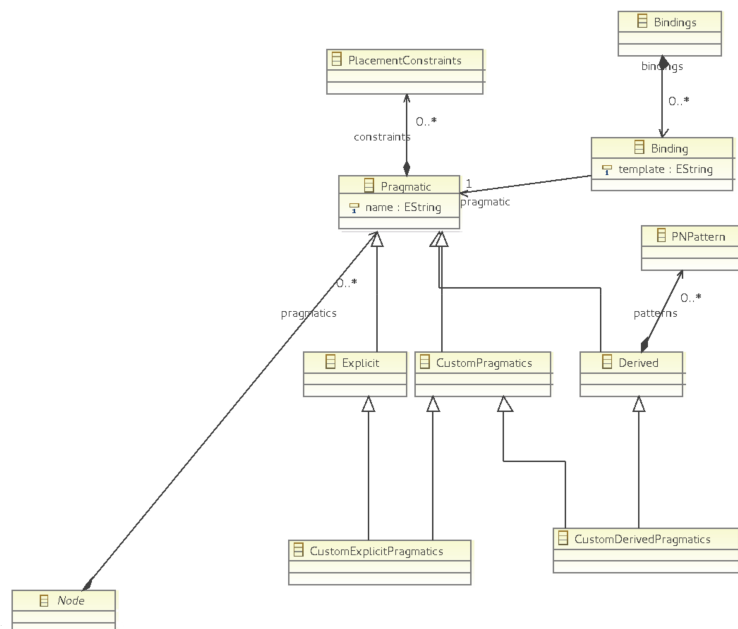 Bindings
PlacementConstraints
bindings
0..*
0..*
constraints
Binding
template : EString
Pragmatic
1
name : EString
pragmatic
PNPattern
0..*
0..*
pragmatics
patterns
Explicit
CustomPragmatics
Derived
CustomDerivedPragmatics
CustomExplicitPragmatics
Node